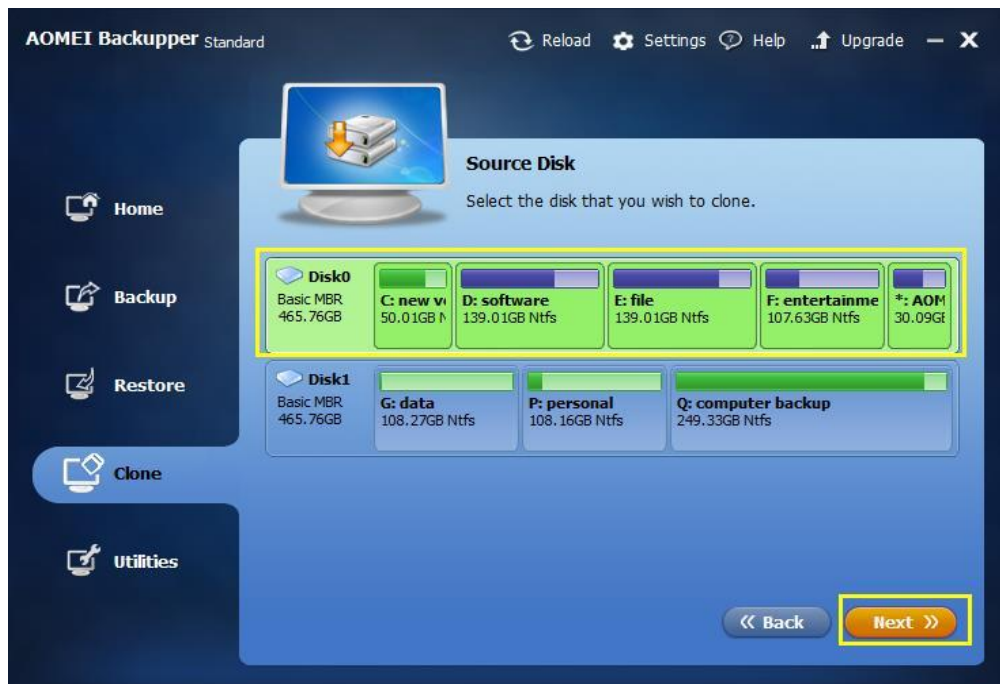 AOMEI Backupper Standard
Reload Settings Help Upgrade
Source Disk
Select the disk that you wish to clone.
Home
Backup
Restore
Clone
Utilities
Disk0
Basic MBR
465.76GB
C: new v
50.01GB N
D: software
139.01GB Ntfs
E: file
139.01GB Ntfs
F: entertainme
107.63GB Ntfs
*: AOM
30.09GB
Disk1
Basic MBR
465.76GB
G: data
108.27GB Ntfs
P: personal
108.16GB Ntfs
Q: computer backup
249.33GB Ntfs
Back
Next